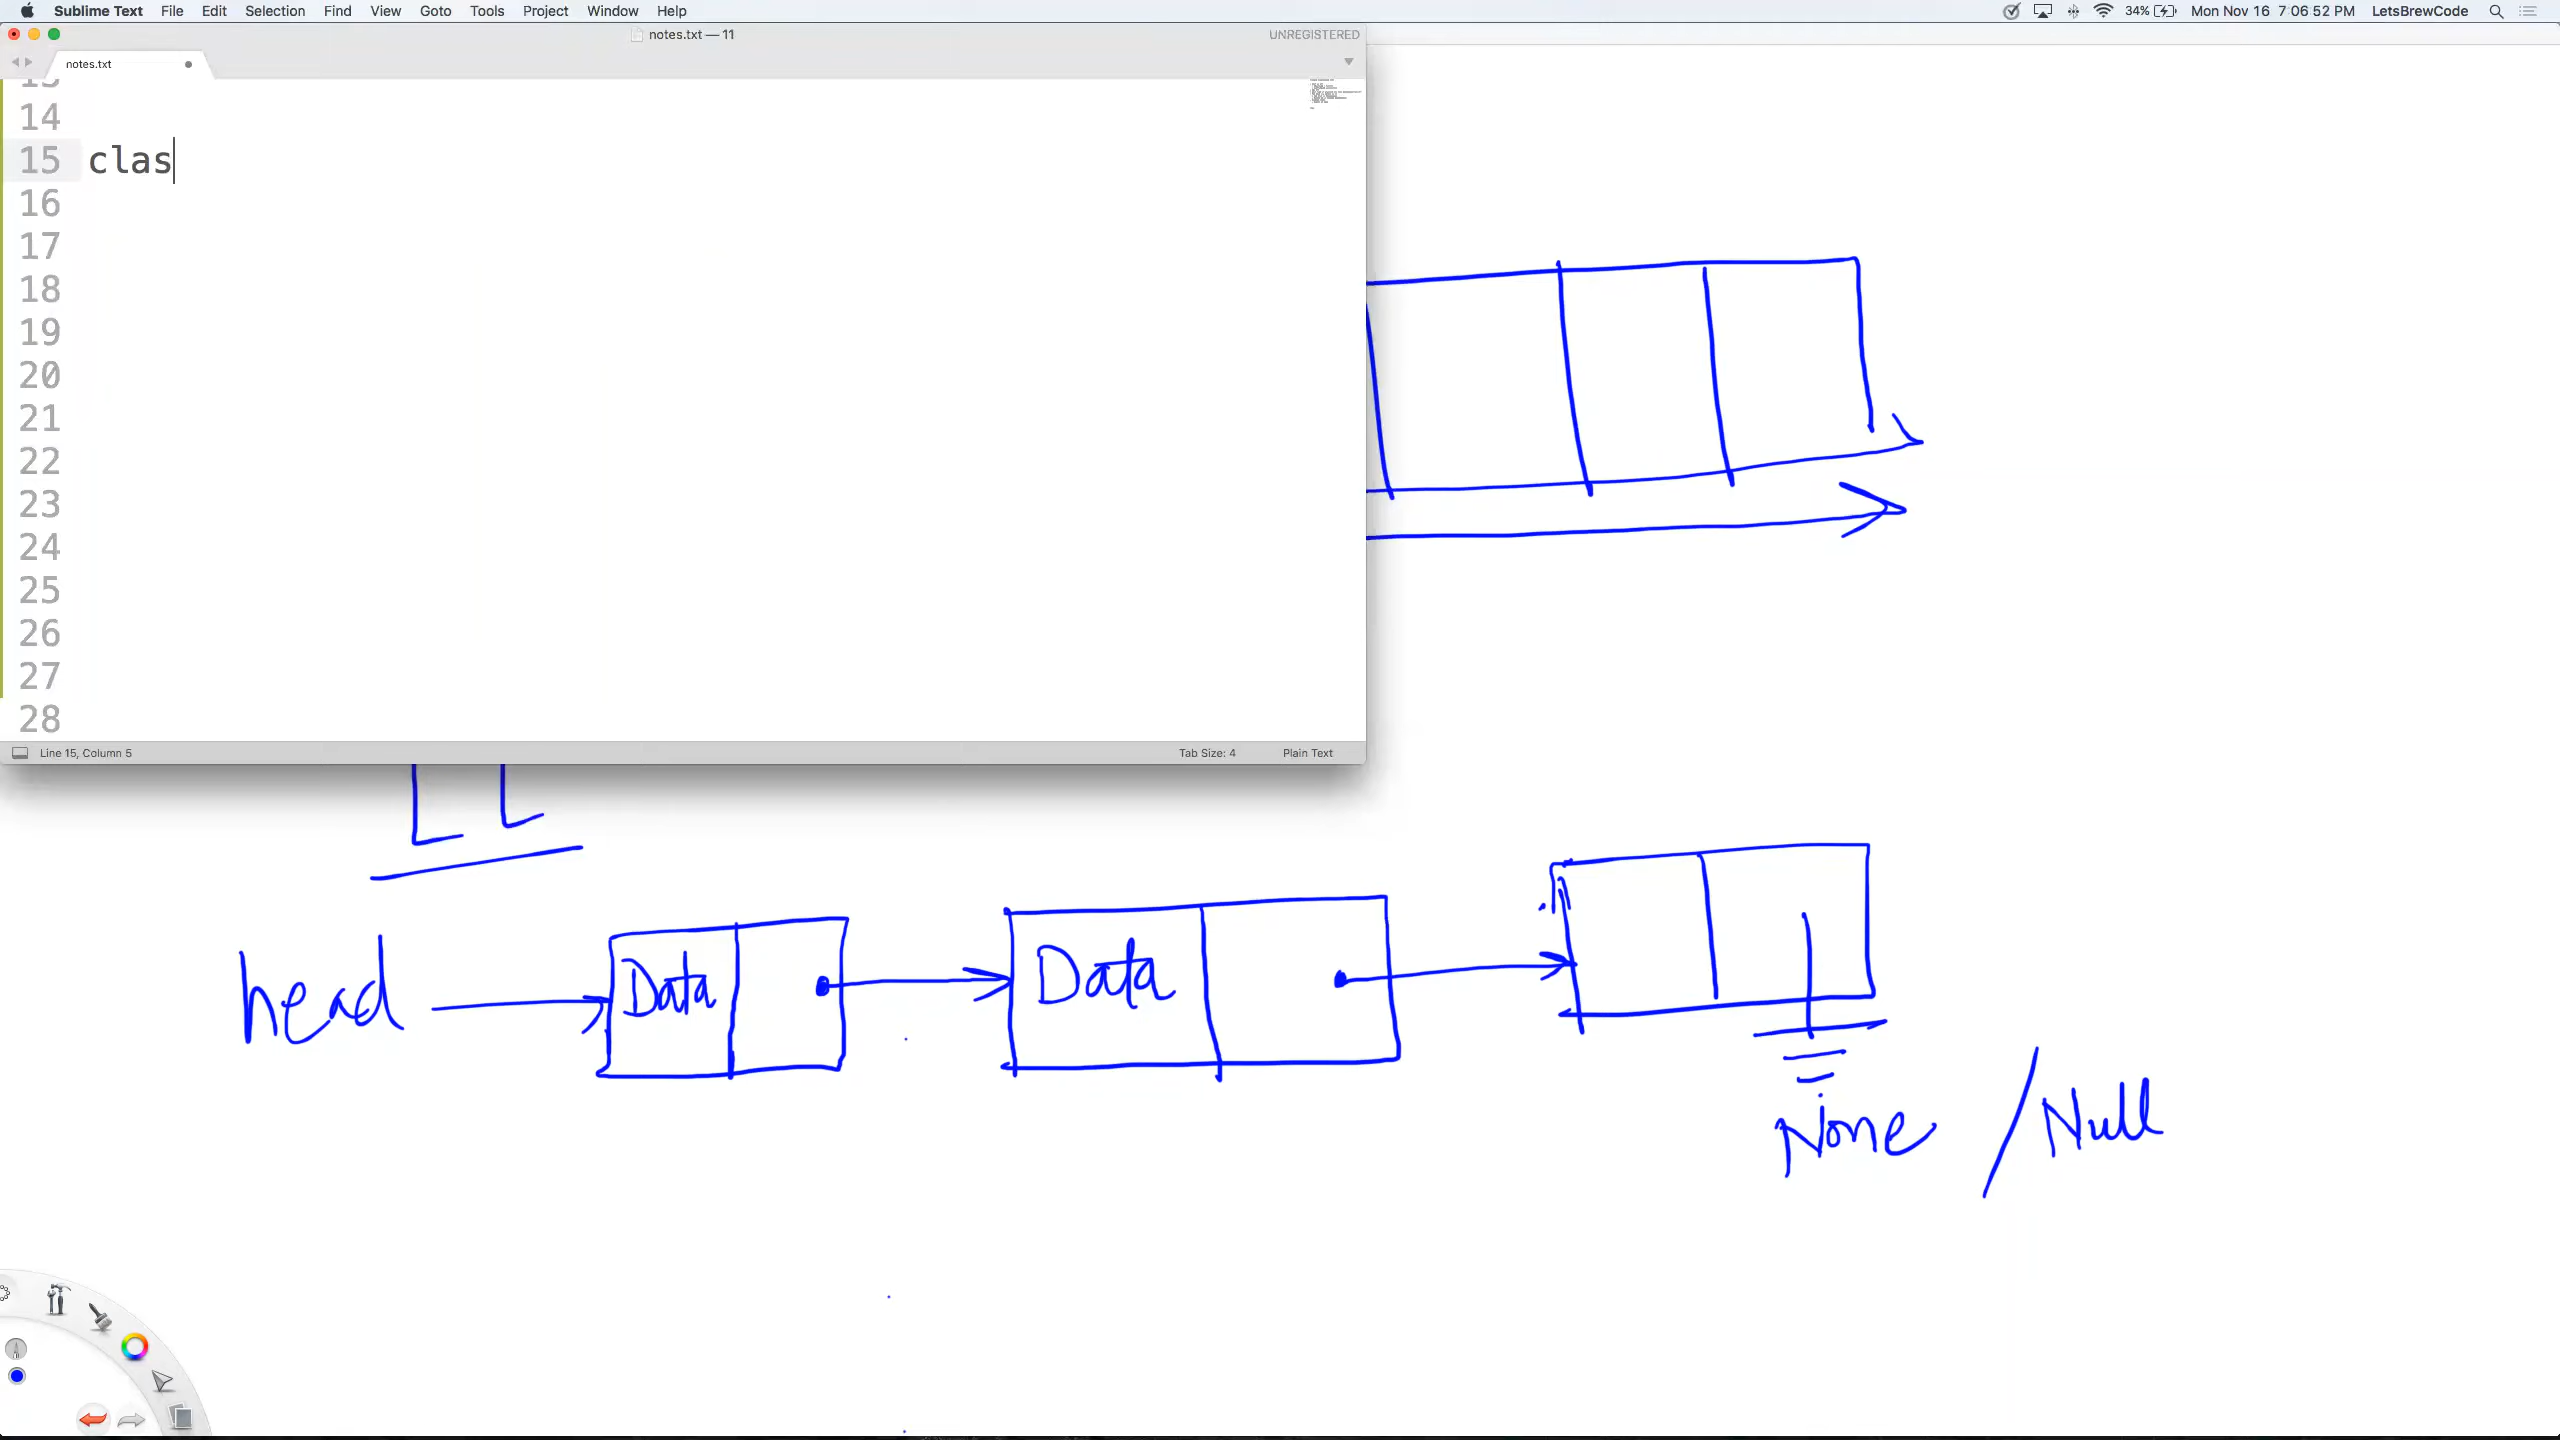 Sublime Text File Edit Selection Find View Goto Tools Project Window Help 34% Mon Nov 16 7:06:52 PM LetsBrewCode
notes.txt — 11 UNREGISTERED
notes.txt
13
14
15 clas
16
17
18
19
20
21
22
23
24
25
26
27
28
Line 15, Column 5 Tab Size: 4 Plain Text
LL
head Data Data
None / Null